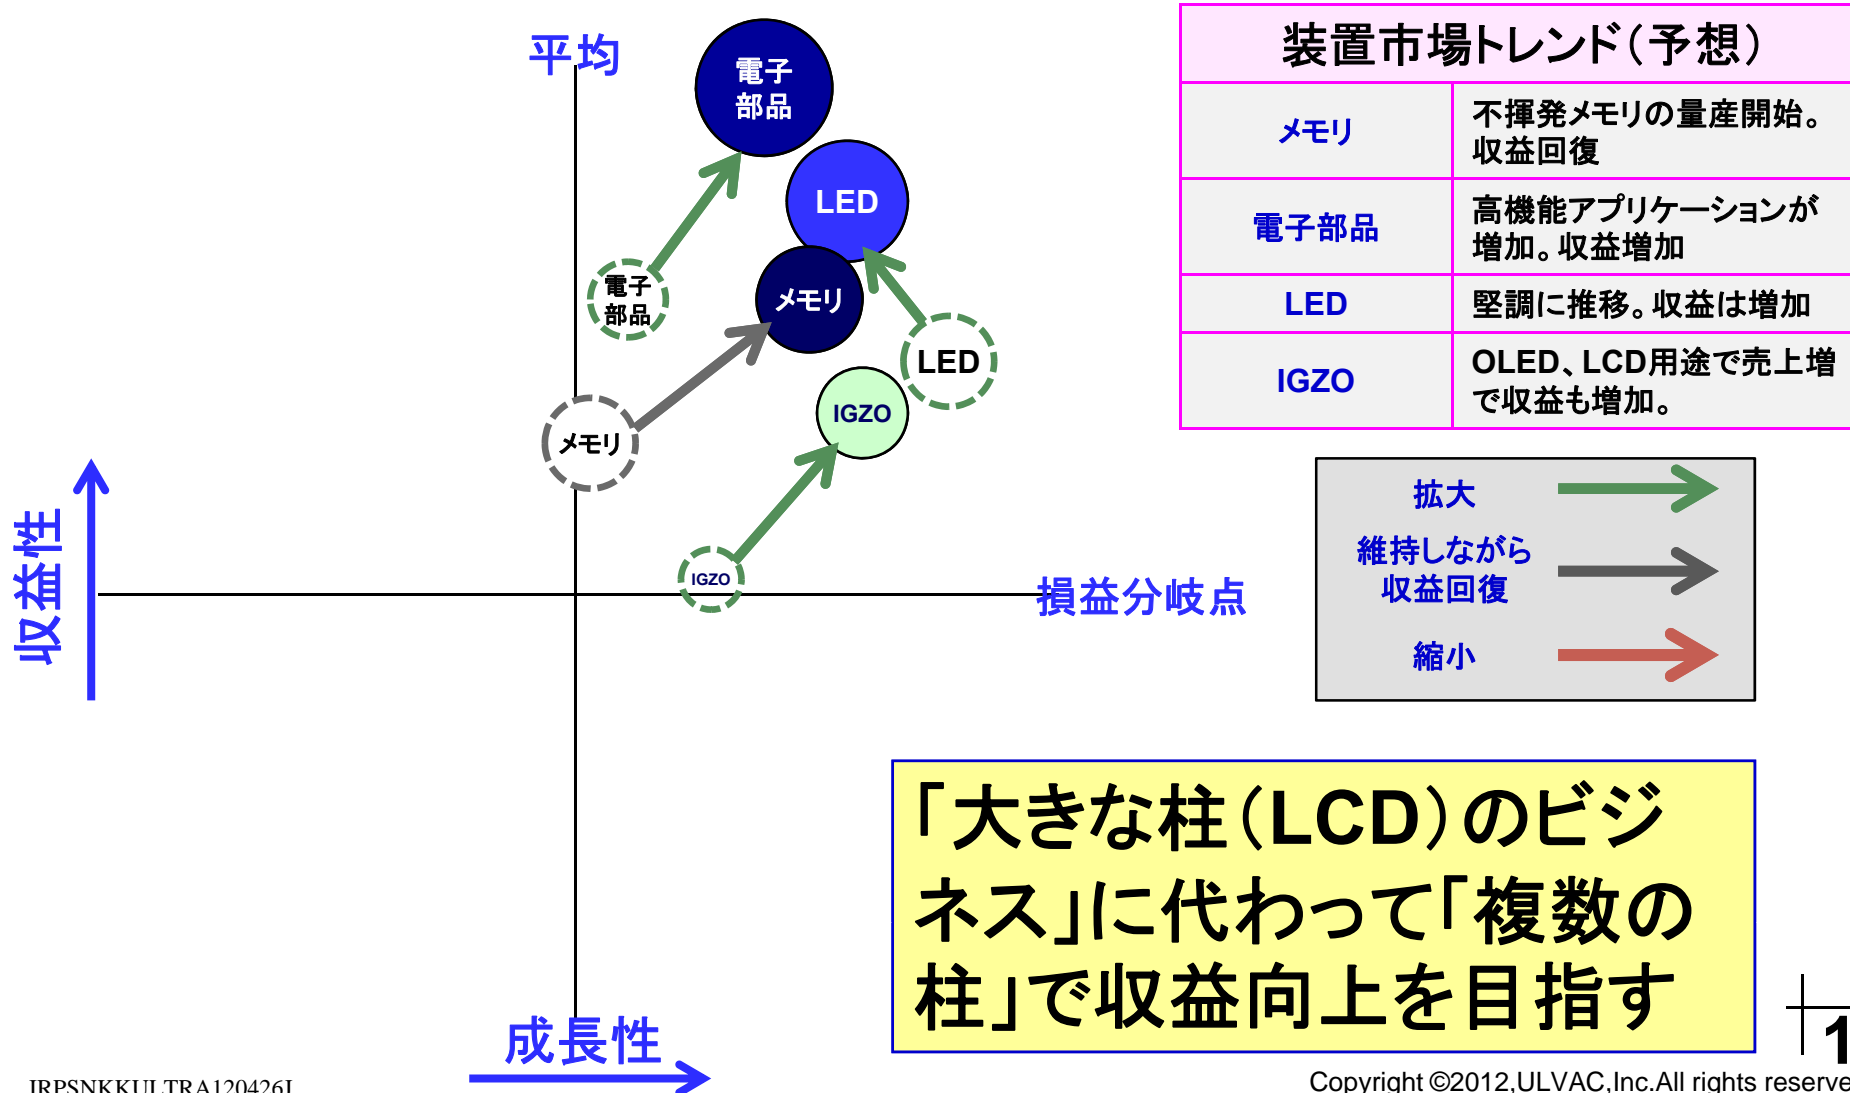 平均
電子
部品
LED
メモリ
電子
部品
LED
メモリ
IGZO
IGZO
収益性
損益分岐点
成長性
装置市場トレンド(予想)
メモリ
不揮発メモリの量産開始。
収益回復
電子部品
高機能アプリケーションが
増加。収益増加
LED
堅調に推移。収益は増加
IGZO
OLED、LCD用途で売上増
で収益も増加。
拡大
維持しながら
収益回復
縮小
「大きな柱(LCD)のビジ
ネス」に代わって「複数の
柱」で収益向上を目指す
1
IRPSNKKULTRA120426J
Copyright ©2012,ULVAC,Inc.All rights reserve